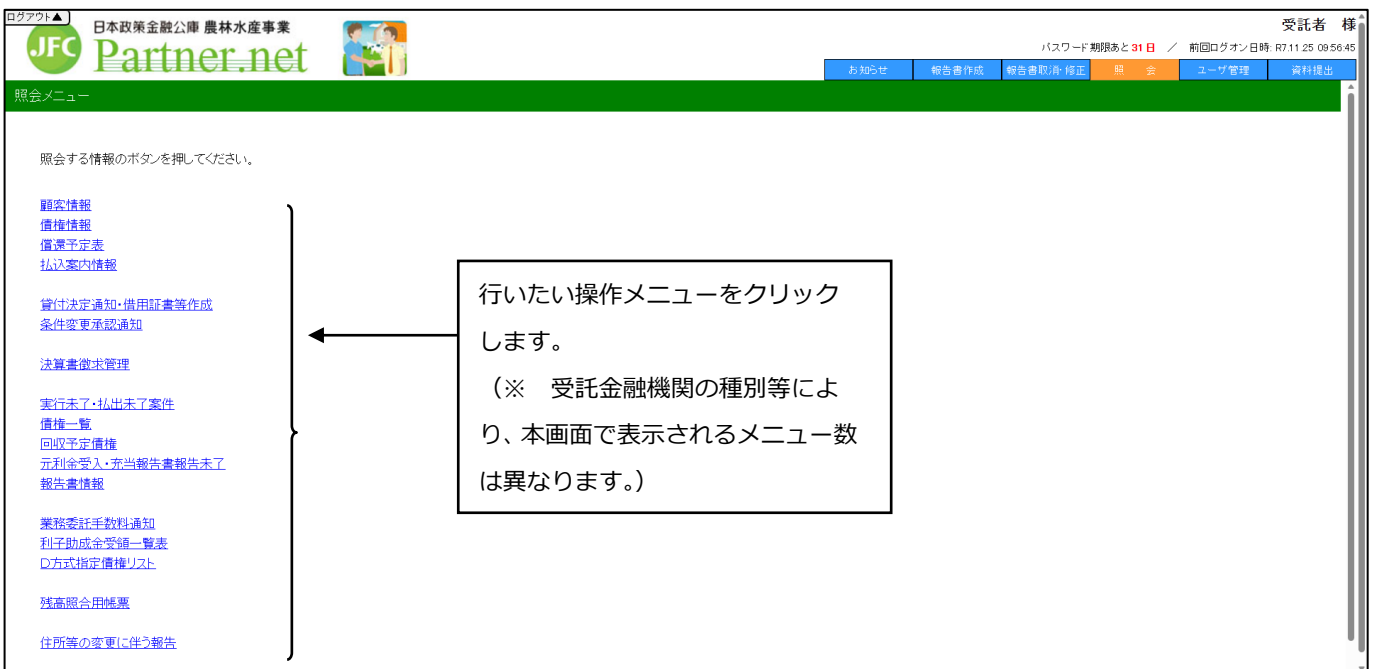 ログアウト▲
JFC
日本政策金融公庫 農林水産事業
Partner.net
受託者 様
パスワード期限あと 31 日 ／ 前回ログオン日時: R7.11.25 09:56:45
お知らせ 報告書作成 報告書取消・修正 照 会 ユーザ管理 資料提出
照会メニュー
照会する情報のボタンを押してください。
顧客情報
債権情報
償還予定表
払込案内情報
貸付決定通知・借用証書等作成
条件変更承認通知
決算書徴求管理
実行未了・払出未了案件
債権一覧
回収予定債権
元利金受入・充当報告書報告未了
報告書情報
業務委託手数料通知
利子助成金受領一覧表
D方式指定債権リスト
残高照合用帳票
住所等の変更に伴う報告
行いたい操作メニューをクリック
します。
（※ 受託金融機関の種別等によ
り、本画面で表示されるメニュー数
は異なります。）